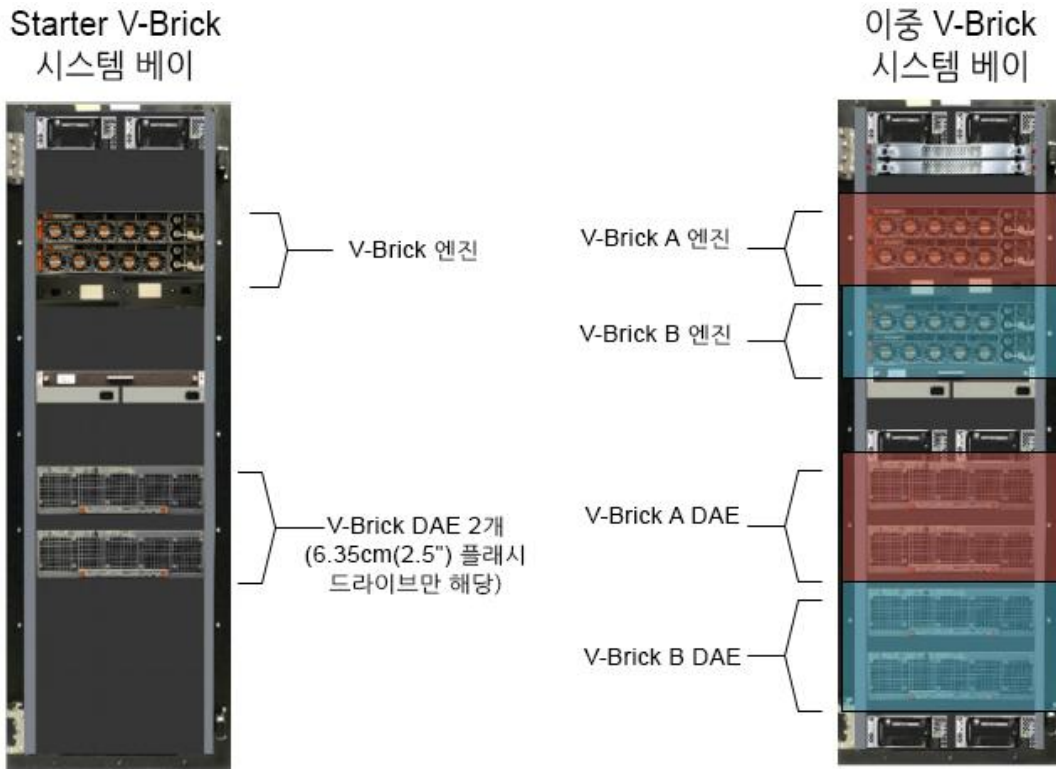 Starter V-Brick
시스템 베이
이중 V-Brick
시스템 베이
V-Brick 엔진
V-Brick DAE 2개
(6.35cm(2.5") 플래시
드라이브만 해당)
V-Brick A 엔진
V-Brick B 엔진
V-Brick A DAE
V-Brick B DAE